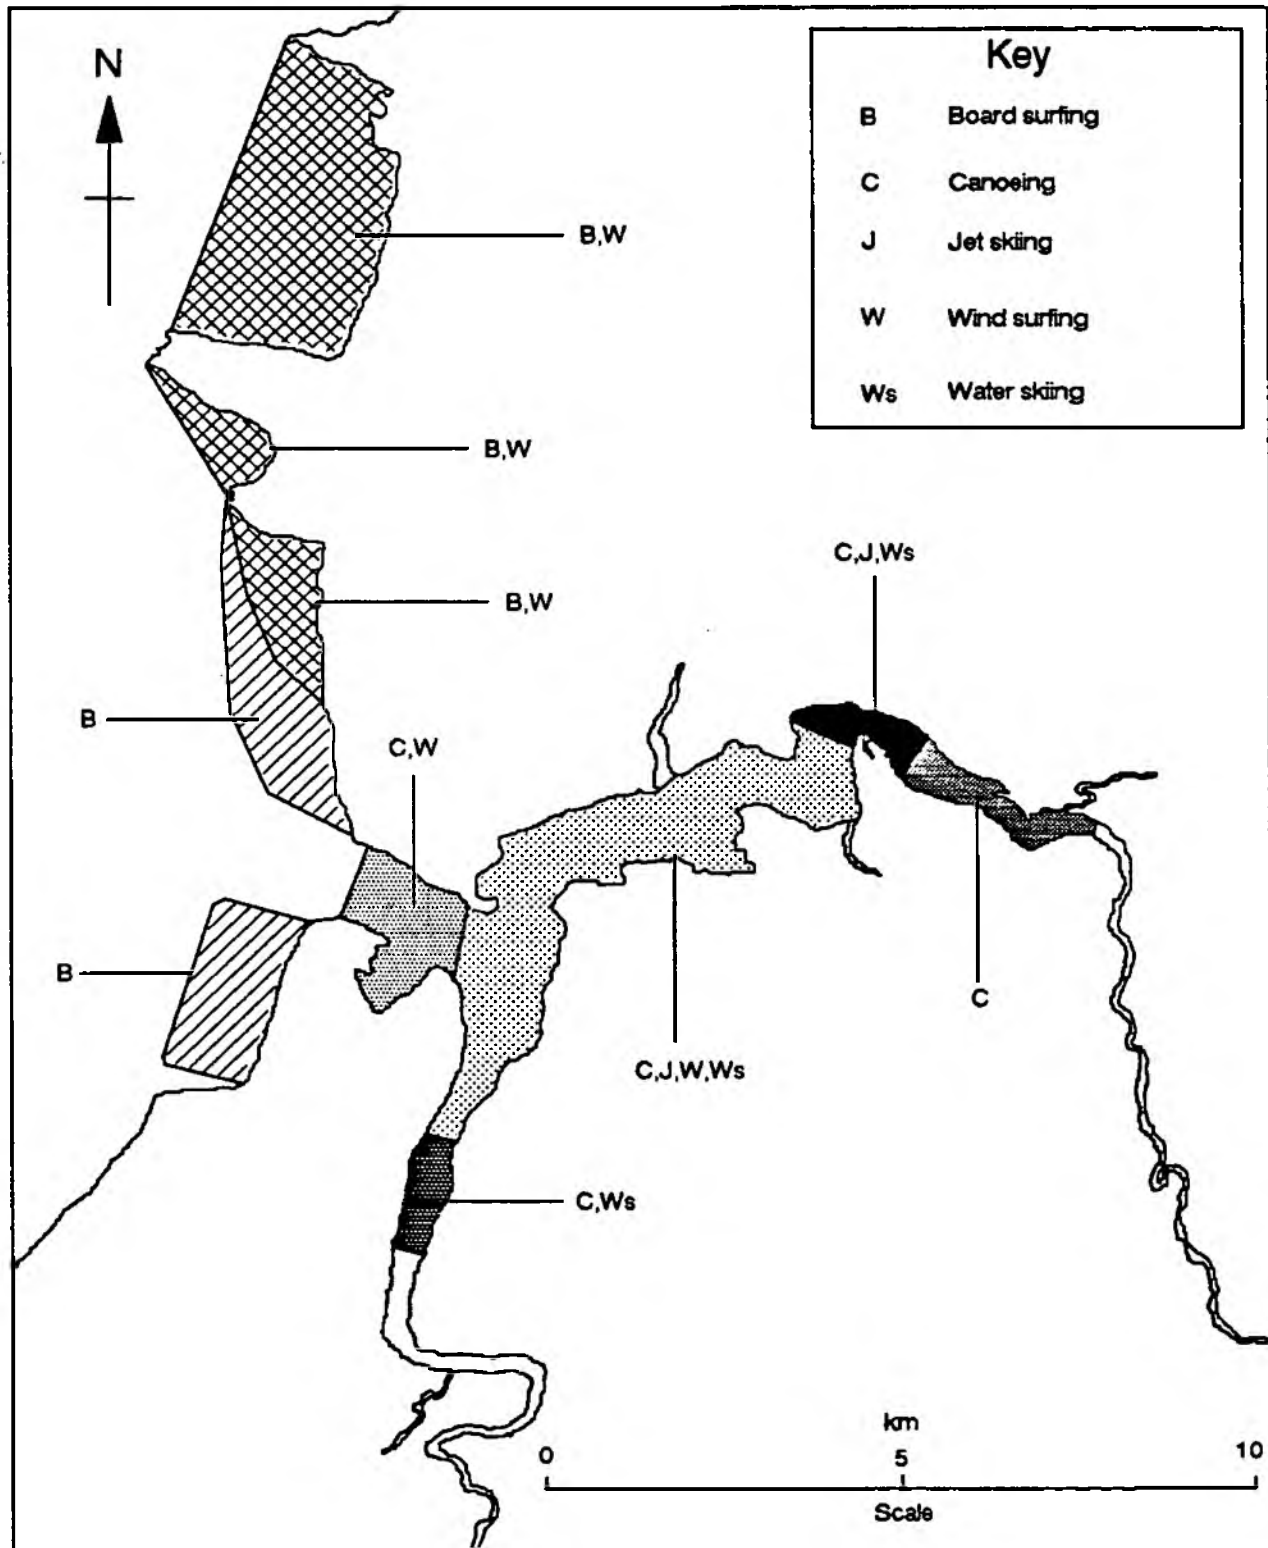 N
Key
B Board surfing
C Canoeing
J Jet skiing
W Wind surfing
Ws Water skiing
B,W
B,W
C,J,Ws
B,W
B
C,W
B
C
C,J,W,Ws
C,Ws
km
0 5 10
Scale